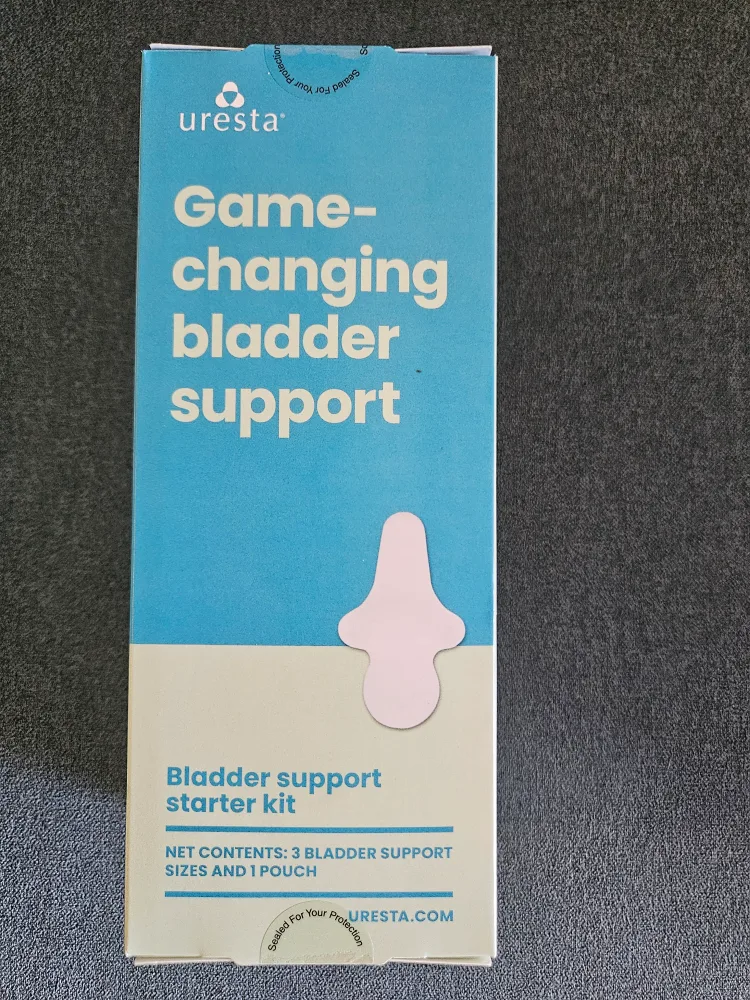 Sealed For Your Protection
uresta®
Game-
changing
bladder
support
Bladder support
starter kit
NET CONTENTS: 3 BLADDER SUPPORT
SIZES AND 1 POUCH
URESTA.COM
Sealed For Your Protection